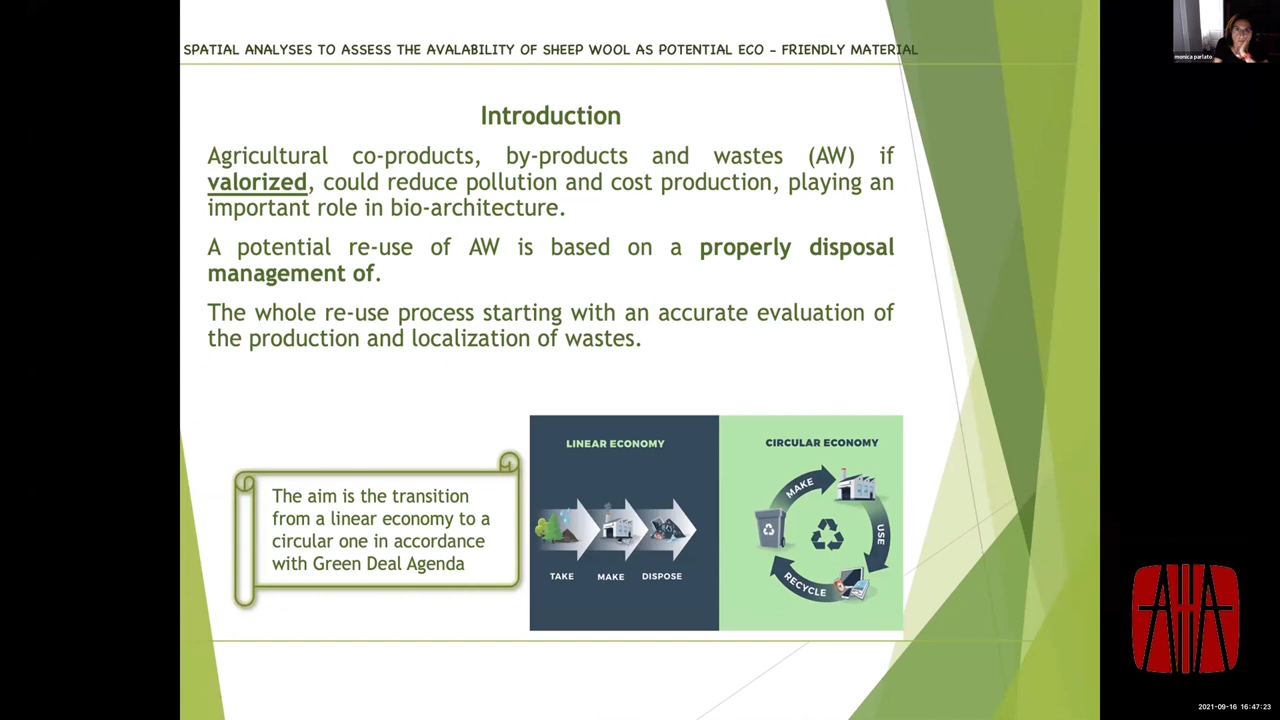 SPATIAL ANALYSES TO ASSESS THE AVALABILITY OF SHEEP WOOL AS POTENTIAL ECO – FRIENDLY MATERIAL
monica parlato
Introduction
Agricultural co-products, by-products and wastes (AW) if
valorized, could reduce pollution and cost production, playing an
important role in bio-architecture.
A potential re-use of AW is based on a properly disposal
management of.
The whole re-use process starting with an accurate evaluation of
the production and localization of wastes.
The aim is the transition
from a linear economy to a
circular one in accordance
with Green Deal Agenda
LINEAR ECONOMY
TAKE
MAKE
DISPOSE
CIRCULAR ECONOMY
MAKE
USE
RECYCLE
AIIA
2021-09-16 16:47:23